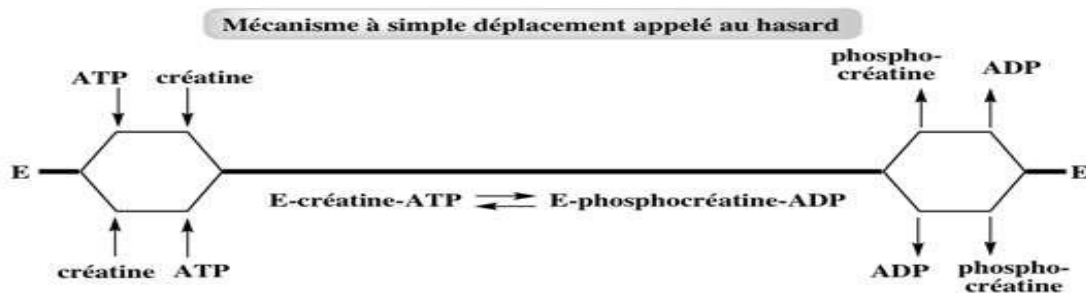 Mécanisme à simple déplacement appelé au hasard
ATP créatine
phospho-
créatine
ADP
E
E
E-créatine-ATP ⇌ E-phosphocréatine-ADP
créatine ATP
ADP
phospho-
créatine